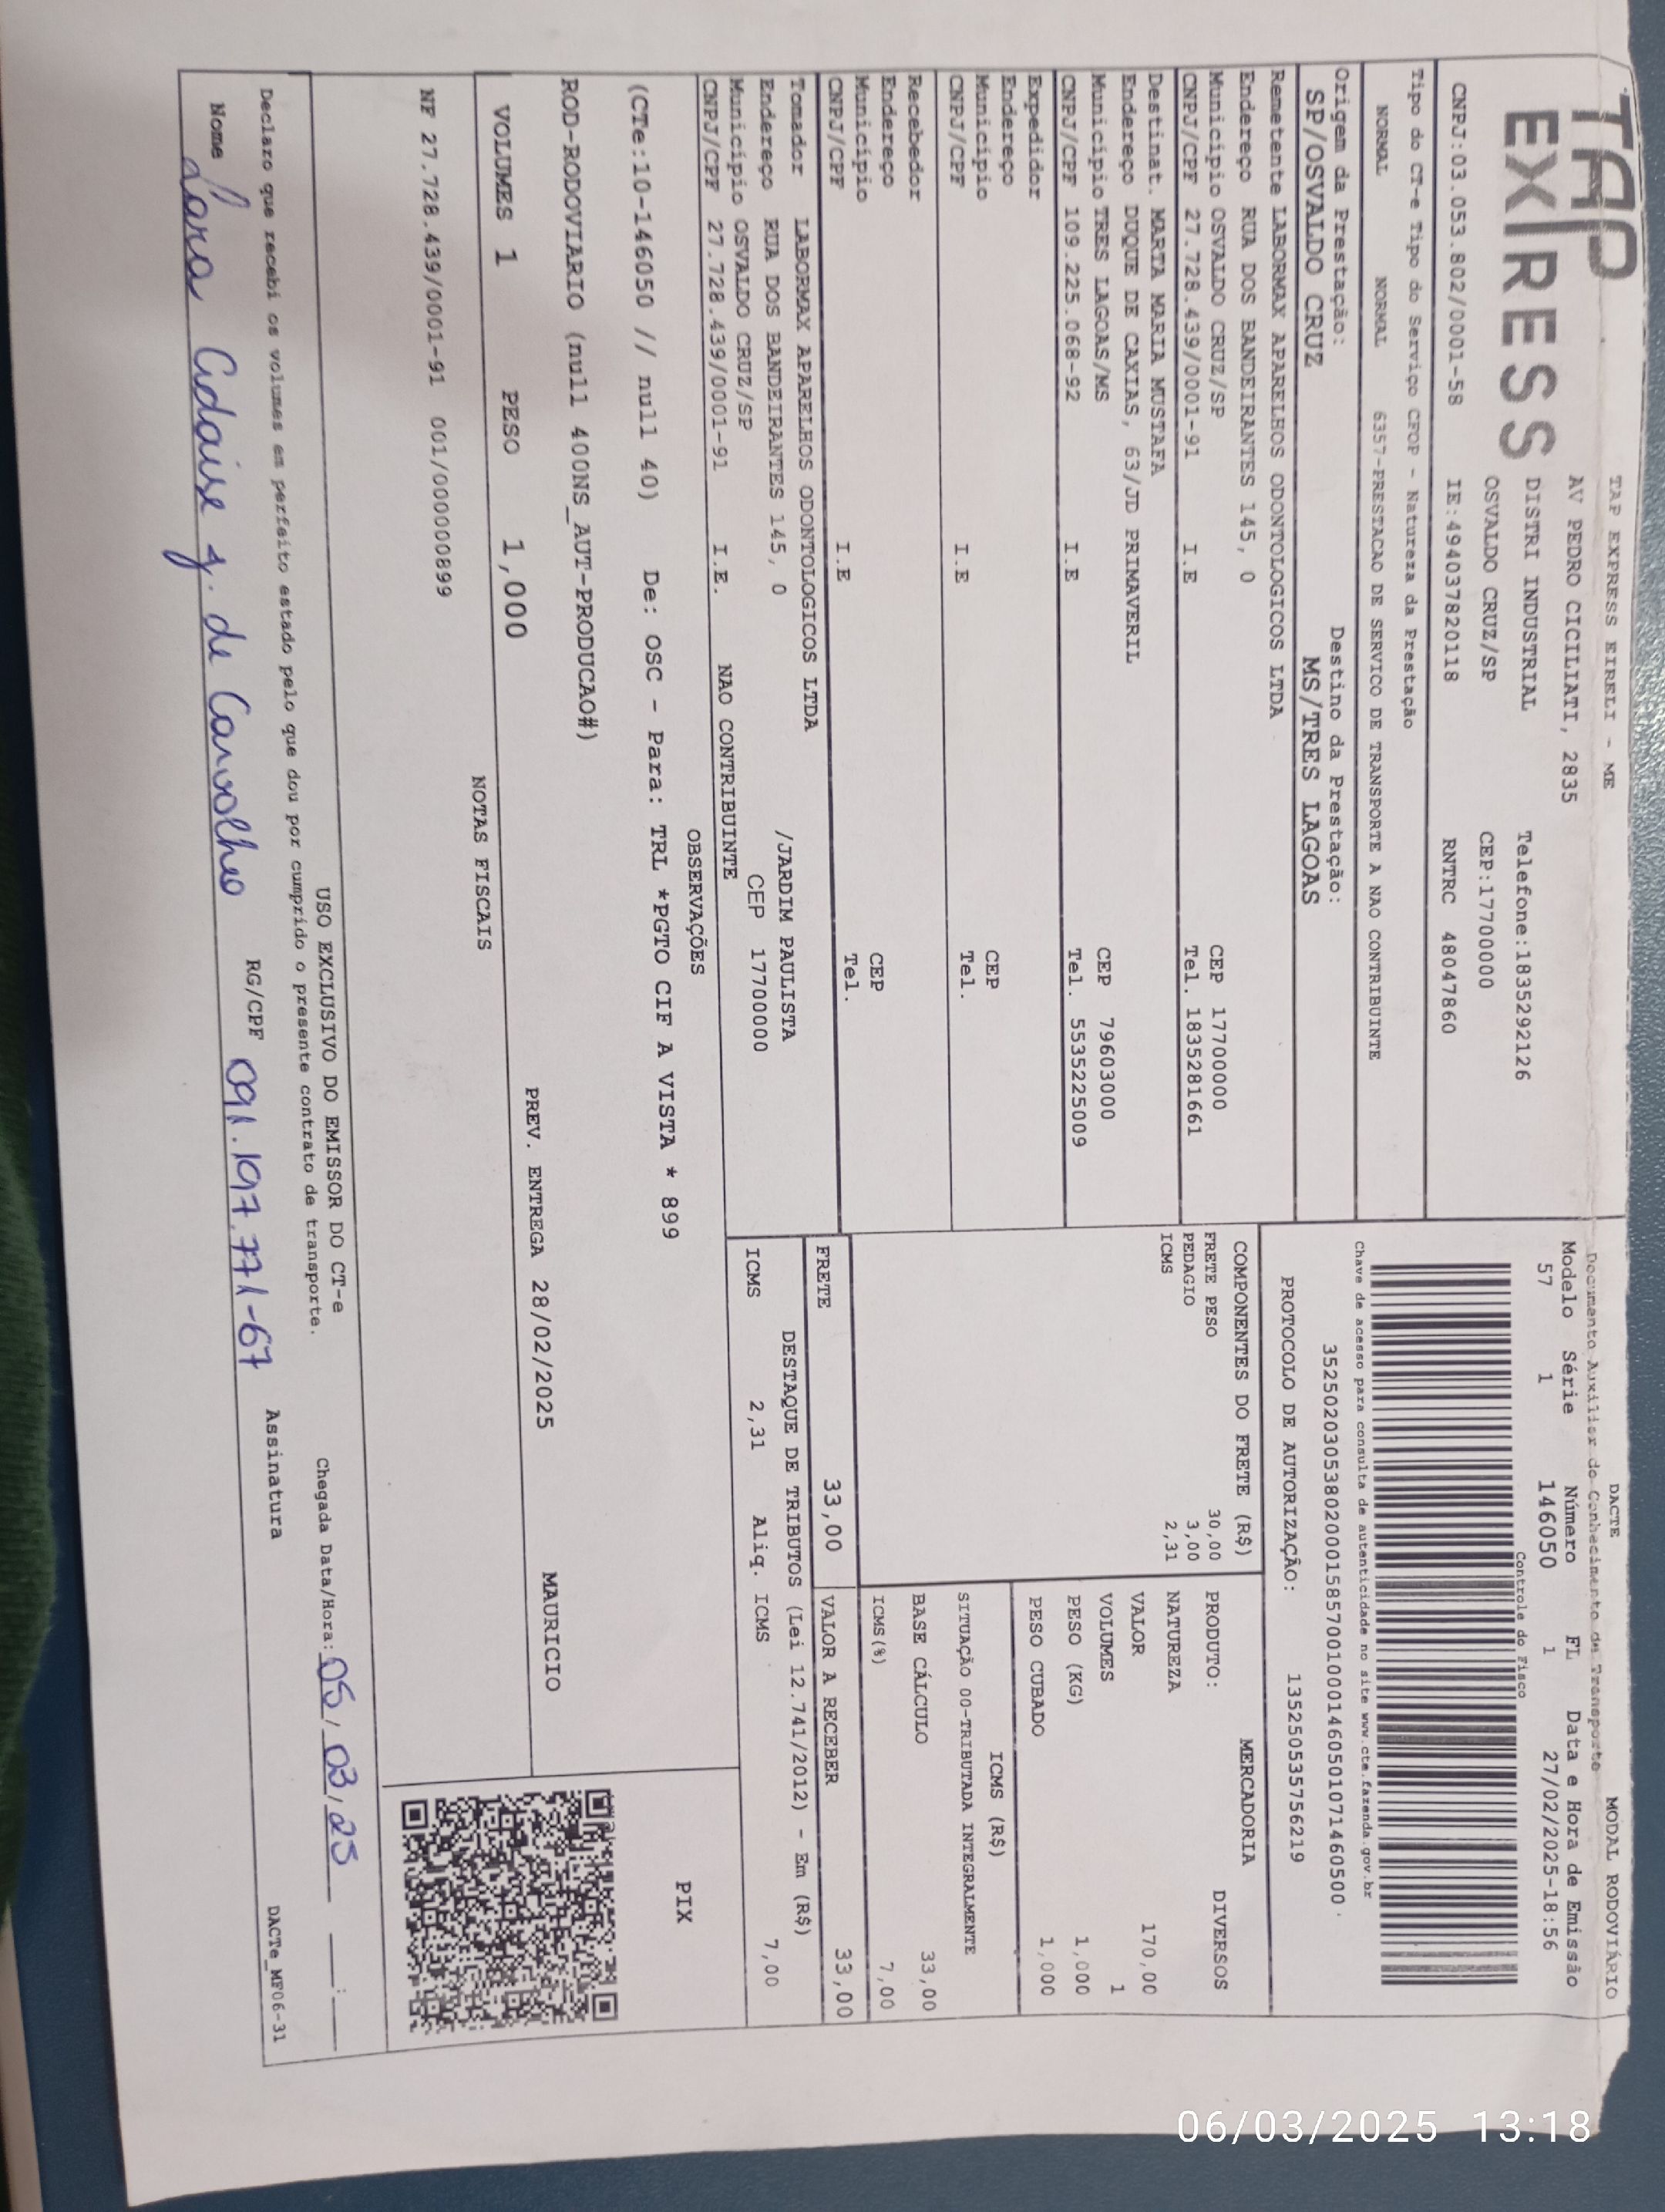 TAP
EXPRESS
TAP EXPRESS EIRELI - ME
AV PEDRO CICILIATI, 2835
DISTRI INDUSTRIAL Telefone:1835292126
OSVALDO CRUZ/SP CEP:17700000
CNPJ:03.053.802/0001-58 IE:494037820118 RNTRC 48047860
Tipo do CT-e Tipo do Serviço CFOP - Natureza da Prestação
NORMAL NORMAL 6357-PRESTACAO DE SERVICO DE TRANSPORTE A NAO CONTRIBUINTE
Origem da Prestação: Destino da Prestação:
SP/OSVALDO CRUZ MS/TRES LAGOAS
Remetente LABORMAX APARELHOS ODONTOLOGICOS LTDA
Endereço RUA DOS BANDEIRANTES 145, 0
Município OSVALDO CRUZ/SP CEP 17700000
CNPJ/CPF 27.728.439/0001-91 I.E Tel. 1835281661
Destinat. MARTA MARIA MUSTAFA
Endereço DUQUE DE CAXIAS, 63/JD PRIMAVERIL
Município TRES LAGOAS/MS CEP 79603000
CNPJ/CPF 109.225.068-92 I.E Tel. 5535225009
Expedidor
Endereço
Município CEP
CNPJ/CPF I.E Tel.
Recebedor
Endereço
Município CEP
CNPJ/CPF I.E Tel.
Tomador LABORMAX APARELHOS ODONTOLOGICOS LTDA
Endereço RUA DOS BANDEIRANTES 145, 0 /JARDIM PAULISTA
Município OSVALDO CRUZ/SP CEP 17700000
CNPJ/CPF 27.728.439/0001-91 I.E. NAO CONTRIBUINTE
DACTE MODAL RODOVIÁRIO
Documento Auxiliar do Conhecimento de Transporte
Modelo Série Número FL Data e Hora de Emissão
57 1 146050 1 27/02/2025-18:56
Controle do Fisco
Chave de acesso para consulta de autenticidade no site www.cte.fazenda.gov.br
35250203053802000158570010001460501071460500
PROTOCOLO DE AUTORIZAÇÃO: 135250535756219
COMPONENTES DO FRETE (R$)
FRETE PESO 30,00
PEDAGIO 3,00
ICMS 2,31
MERCADORIA
PRODUTO: DIVERSOS
NATUREZA
VALOR 170,00
VOLUMES 1
PESO (KG) 1,000
PESO CUBADO 1,000
ICMS (R$)
SITUAÇÃO 00-TRIBUTADA INTEGRALMENTE
BASE CÁLCULO 33,00
ICMS(%) 7,00
FRETE 33,00 VALOR A RECEBER 33,00
DESTAQUE DE TRIBUTOS (Lei 12.741/2012) - Em (R$)
ICMS 2,31 Aliq. ICMS 7,00
OBSERVAÇÕES
(CTe:10-146050 // null 40) De: OSC - Para: TRL *PGTO CIF A VISTA * 899
ROD-RODOVIARIO (null 400NS_AUT-PRODUCAO#)
PIX
VOLUMES 1 PESO 1,000 PREV. ENTREGA 28/02/2025 MAURICIO
NOTAS FISCAIS
NF 27.728.439/0001-91 001/000000899
USO EXCLUSIVO DO EMISSOR DO CT-e
Declaro que recebi os volumes em perfeito estado pelo que dou por cumprido o presente contrato de transporte. Chegada Data/Hora: 05/03/25 :
Nome Lara Cidaise J. de Carvalho RG/CPF 091.197.771-67 Assinatura
DACTe_MF06-31
06/03/2025 13:18